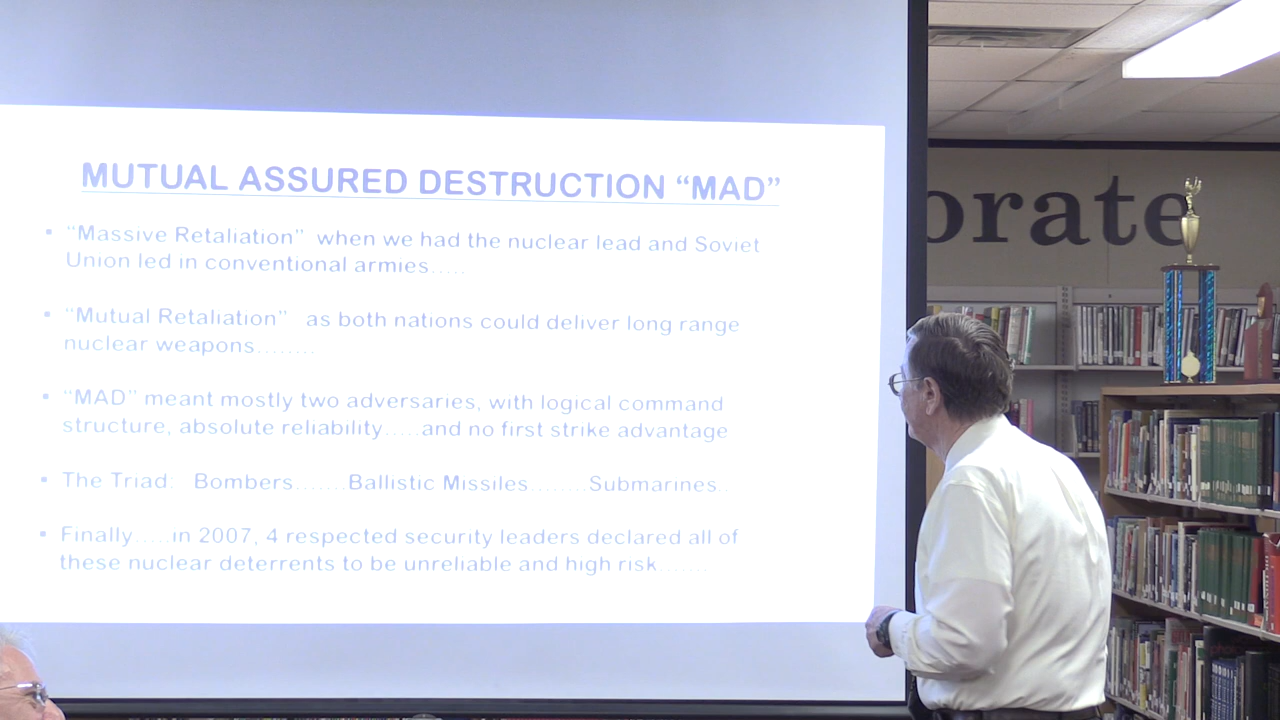 MUTUAL ASSURED DESTRUCTION “MAD”
▪ “Massive Retaliation” when we had the nuclear lead and Soviet
Union led in conventional armies.....
▪ “Mutual Retaliation” as both nations could deliver long range
nuclear weapons........
▪ “MAD” meant mostly two adversaries, with logical command
structure, absolute reliability.....and no first strike advantage
▪ The Triad: Bombers.......Ballistic Missiles........Submarines..
▪ Finally.....in 2007, 4 respected security leaders declared all of
these nuclear deterrents to be unreliable and high risk.......
orate